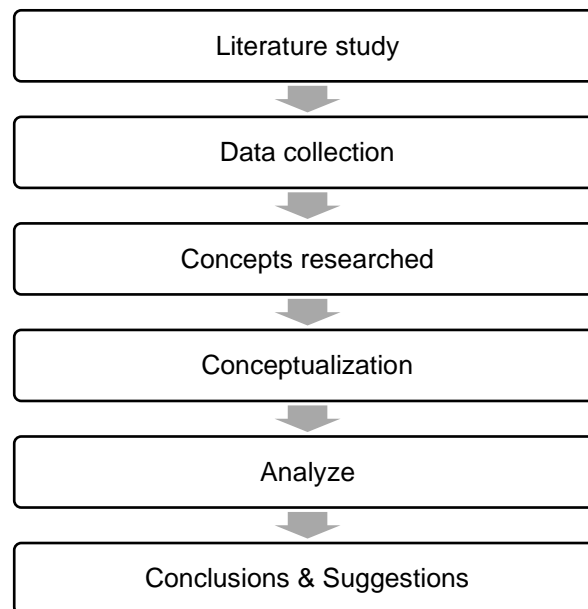 Literature study
Data collection
Concepts researched
Conceptualization
Analyze
Conclusions & Suggestions